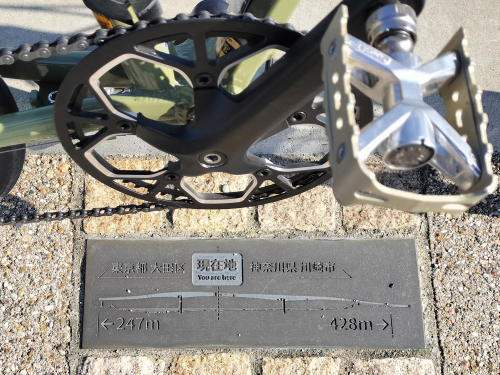 東京都 大田区 現在地 神奈川県 川崎市
You are here
←247m 428m→